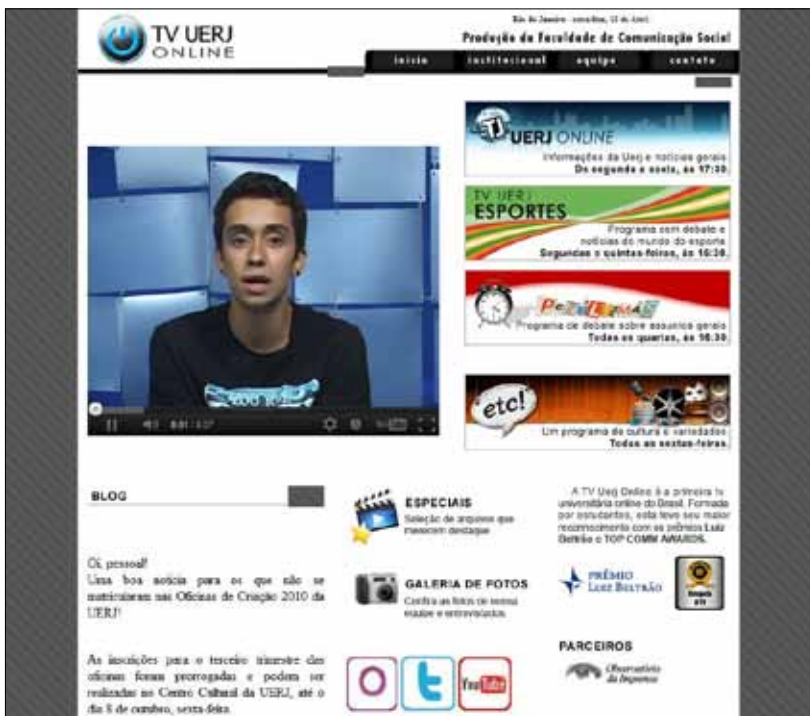 TV UERJ
ONLINE
Produção da Faculdade de Comunicação Social
início institucional equipe contato
UERJ ONLINE
Informações da Uerj e notícias gerais
De segunda a sexta, às 17:30.
TV UERJ
ESPORTES
Programa com debate e
notícias do mundo do esporte
Segundas e quintas-feiras, às 16:30.
Programa de debate sobre assuntos gerais
Todas as quartas, às 16:30
etc!
Um programa de cultura e variedades
Todas as sextas-feiras.
BLOG
Oi, pessoal!
Uma boa notícia para os que não se
matricularam nas Oficinas de Criação 2010 da
UERJ!
As inscrições para o terceiro trimestre das
oficinas foram prorrogadas e podem ser
realizadas no Centro Cultural da UERJ, até o
dia 8 de outubro, sexta-feira.
ESPECIAIS
Seleção de arquivos que
merecem destaque
GALERIA DE FOTOS
Confira as fotos de nossa
equipe e entrevistados
YouTube
A TV Uerj Online é a primeira tv
universitária online do Brasil. Formada
por estudantes, esta teve seu maior
reconhecimento com os prêmios Luiz
Beltrão e TOP COMM AWARDS.
PRÊMIO
LUIZ BELTRÃO
PARCEIROS
Observatório
da Imprensa